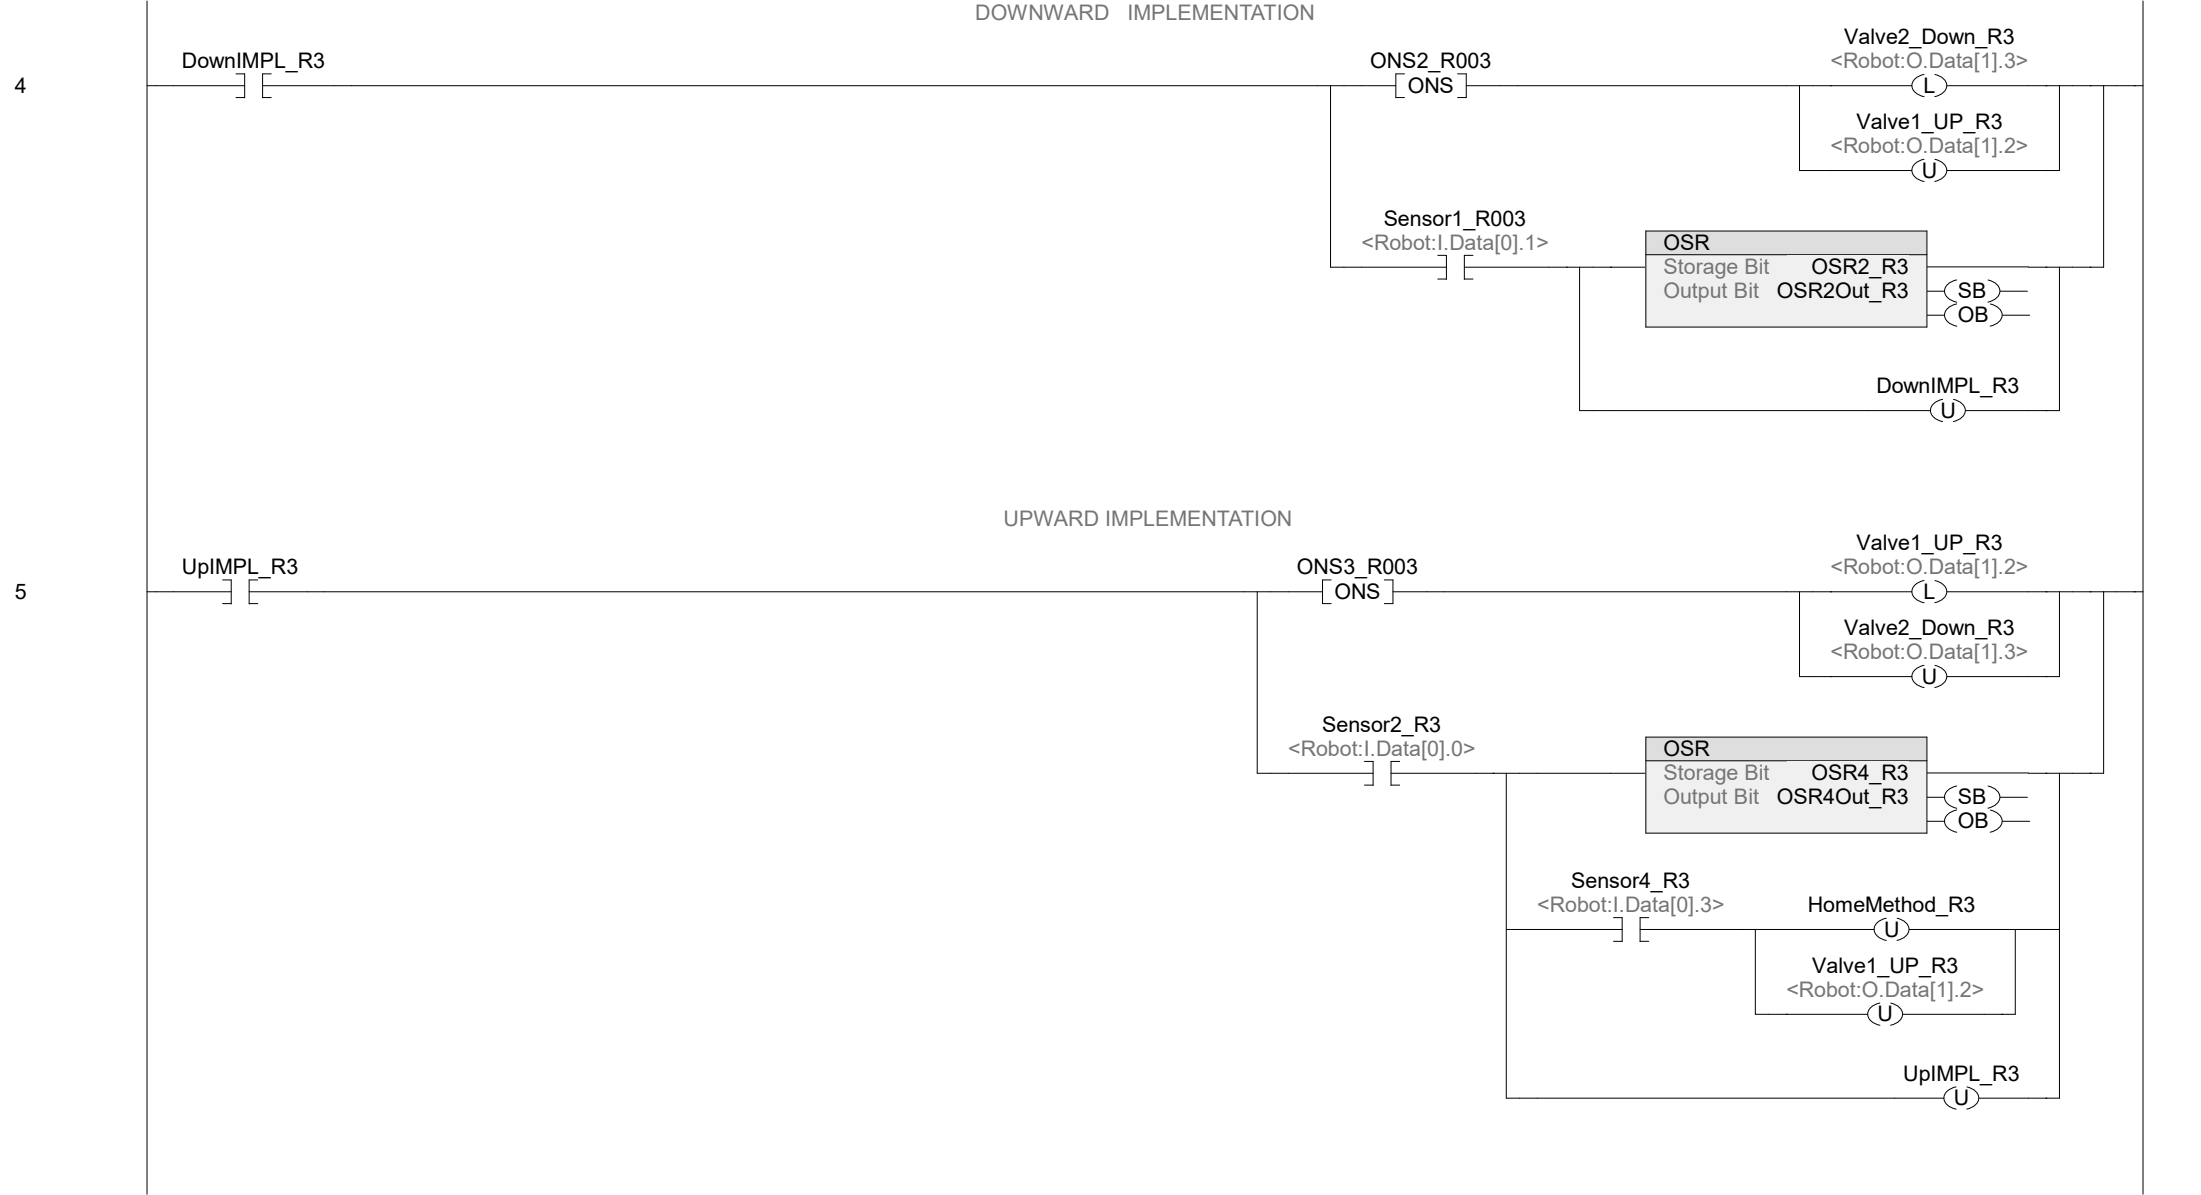 DOWNWARD IMPLEMENTATION
4
DownIMPL_R3
ONS2_R003
ONS
Valve2_Down_R3
<Robot:O.Data[1].3>
L
Valve1_UP_R3
<Robot:O.Data[1].2>
U
Sensor1_R003
<Robot:I.Data[0].1>
OSR
Storage Bit OSR2_R3
Output Bit OSR2Out_R3
SB
OB
DownIMPL_R3
U
UPWARD IMPLEMENTATION
5
UpIMPL_R3
ONS3_R003
ONS
Valve1_UP_R3
<Robot:O.Data[1].2>
L
Valve2_Down_R3
<Robot:O.Data[1].3>
U
Sensor2_R3
<Robot:I.Data[0].0>
OSR
Storage Bit OSR4_R3
Output Bit OSR4Out_R3
SB
OB
Sensor4_R3
<Robot:I.Data[0].3>
HomeMethod_R3
U
Valve1_UP_R3
<Robot:O.Data[1].2>
U
UpIMPL_R3
U